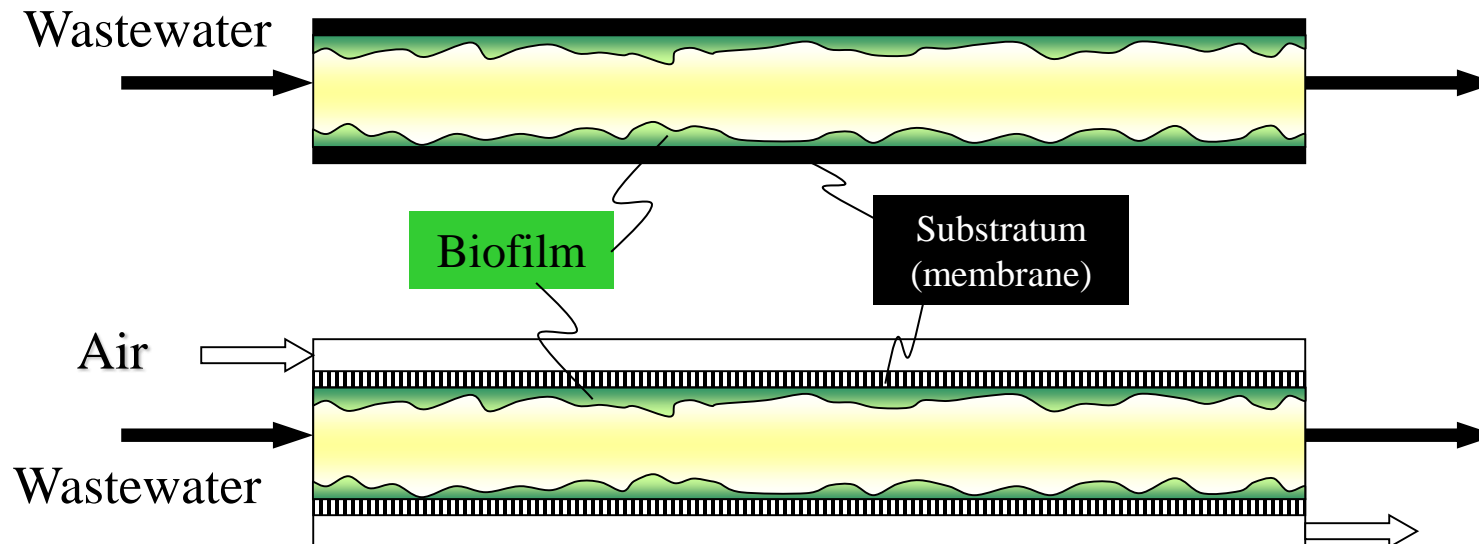 Wastewater
Biofilm
Substratum
(membrane)
Air
Wastewater